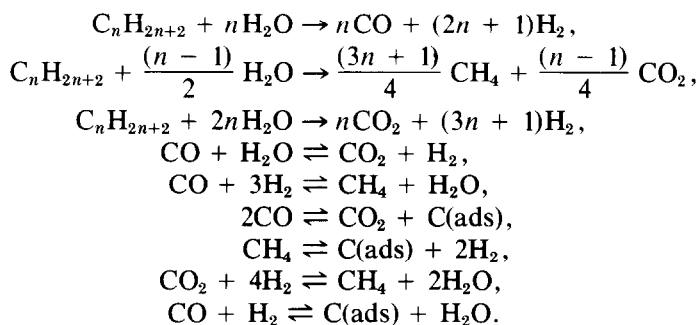 CₙH₂ₙ₊₂ + nH₂O → nCO + (2n + 1)H₂,
CₙH₂ₙ₊₂ + (n − 1)/2 H₂O → (3n + 1)/4 CH₄ + (n − 1)/4 CO₂,
CₙH₂ₙ₊₂ + 2nH₂O → nCO₂ + (3n + 1)H₂,
CO + H₂O ⇌ CO₂ + H₂,
CO + 3H₂ ⇌ CH₄ + H₂O,
2CO ⇌ CO₂ + C(ads),
CH₄ ⇌ C(ads) + 2H₂,
CO₂ + 4H₂ ⇌ CH₄ + 2H₂O,
CO + H₂ ⇌ C(ads) + H₂O.